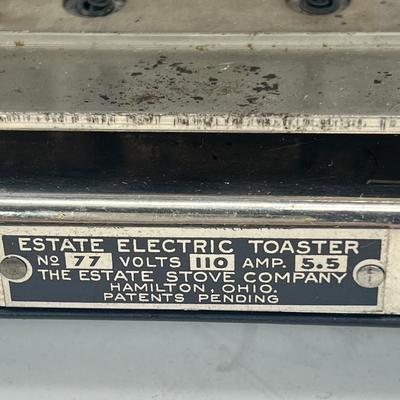 ESTATE ELECTRIC TOASTER
Nº 77 VOLTS 110 AMP. 5.5
THE ESTATE STOVE COMPANY
HAMILTON, OHIO.
PATENTS PENDING